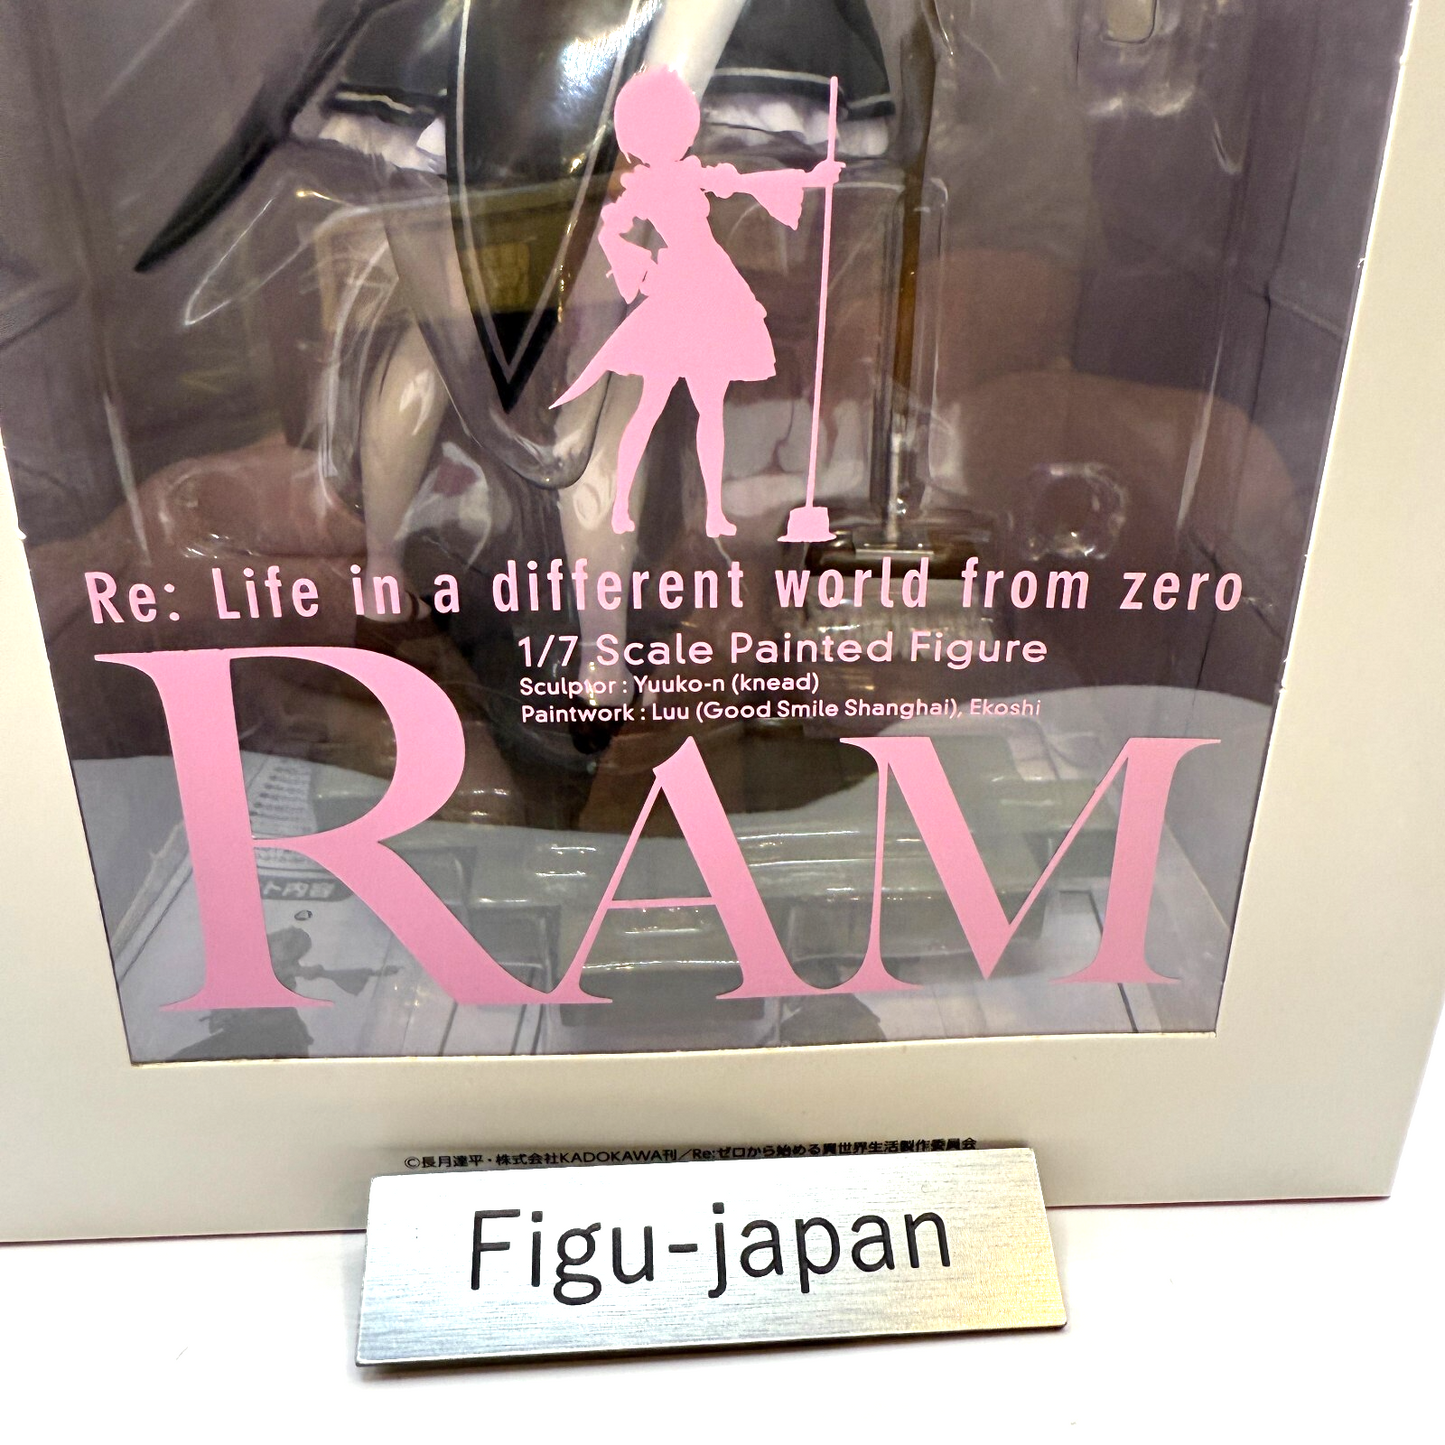 Re: Life in a different world from zero
1/7 Scale Painted Figure
Sculptor : Yuuko-n (knead)
Paintwork : Luu (Good Smile Shanghai), Ekoshi
RAM
ト内容
©長月達平・株式会社KADOKAWA刊／Re:ゼロから始める異世界生活製作委員会
Figu-japan